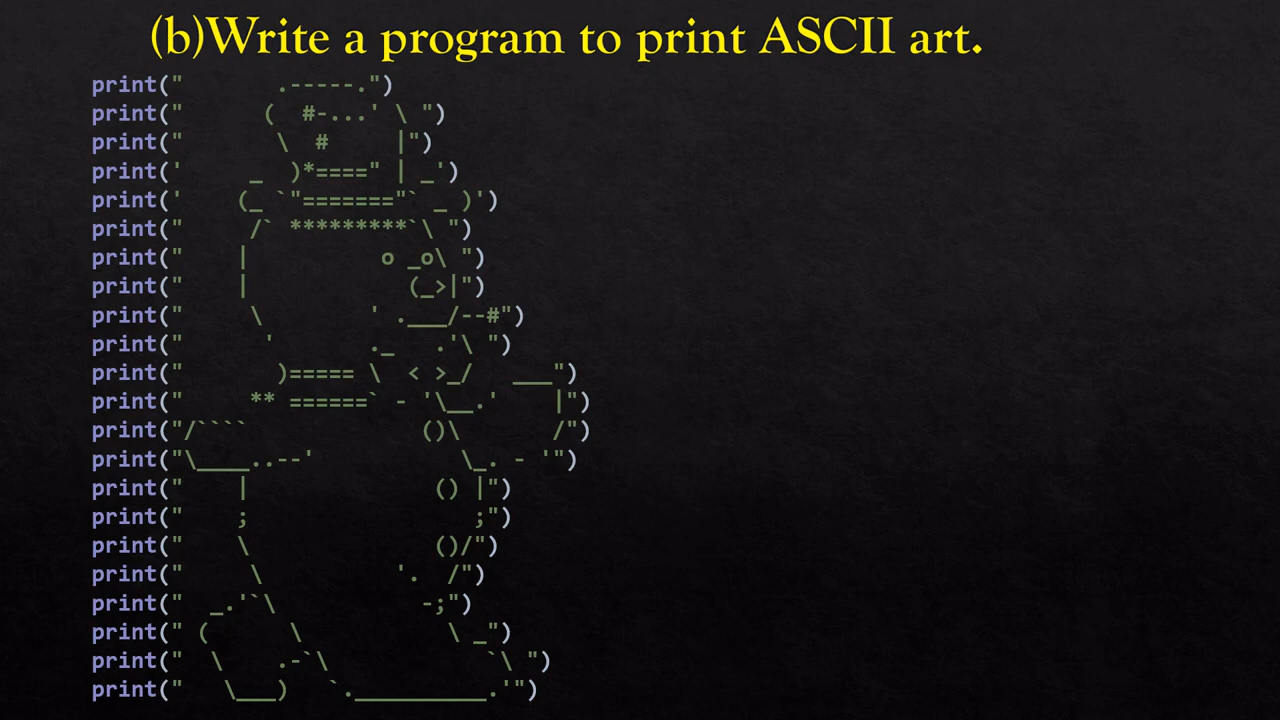 (b)Write a program to print ASCII art.
print("       .-----.")
print("      (  #-...' \ ")
print("       \  #     |")
print('     _  )*====" | _')
print('    (_ `"======="` _ )')
print("     /` *********`\ ")
print("    |          o _o\ ")
print("    |            (_>|")
print("     \        ' .___/--#")
print("      '       ._   .'\ ")
print("       )===== \  < >_/   ___")
print("     ** ======` - '\__.'    |")
print("/````             ()\       /")
print("\____..--'           \_. - '")
print("    |              () |")
print("    ;                 ;")
print("    \              ()/")
print("     \          '.  /")
print("  _.'`\           -;")
print(" (      \           \ _")
print("  \    .-`\            `\ ")
print("   \___)   `.__________.'")